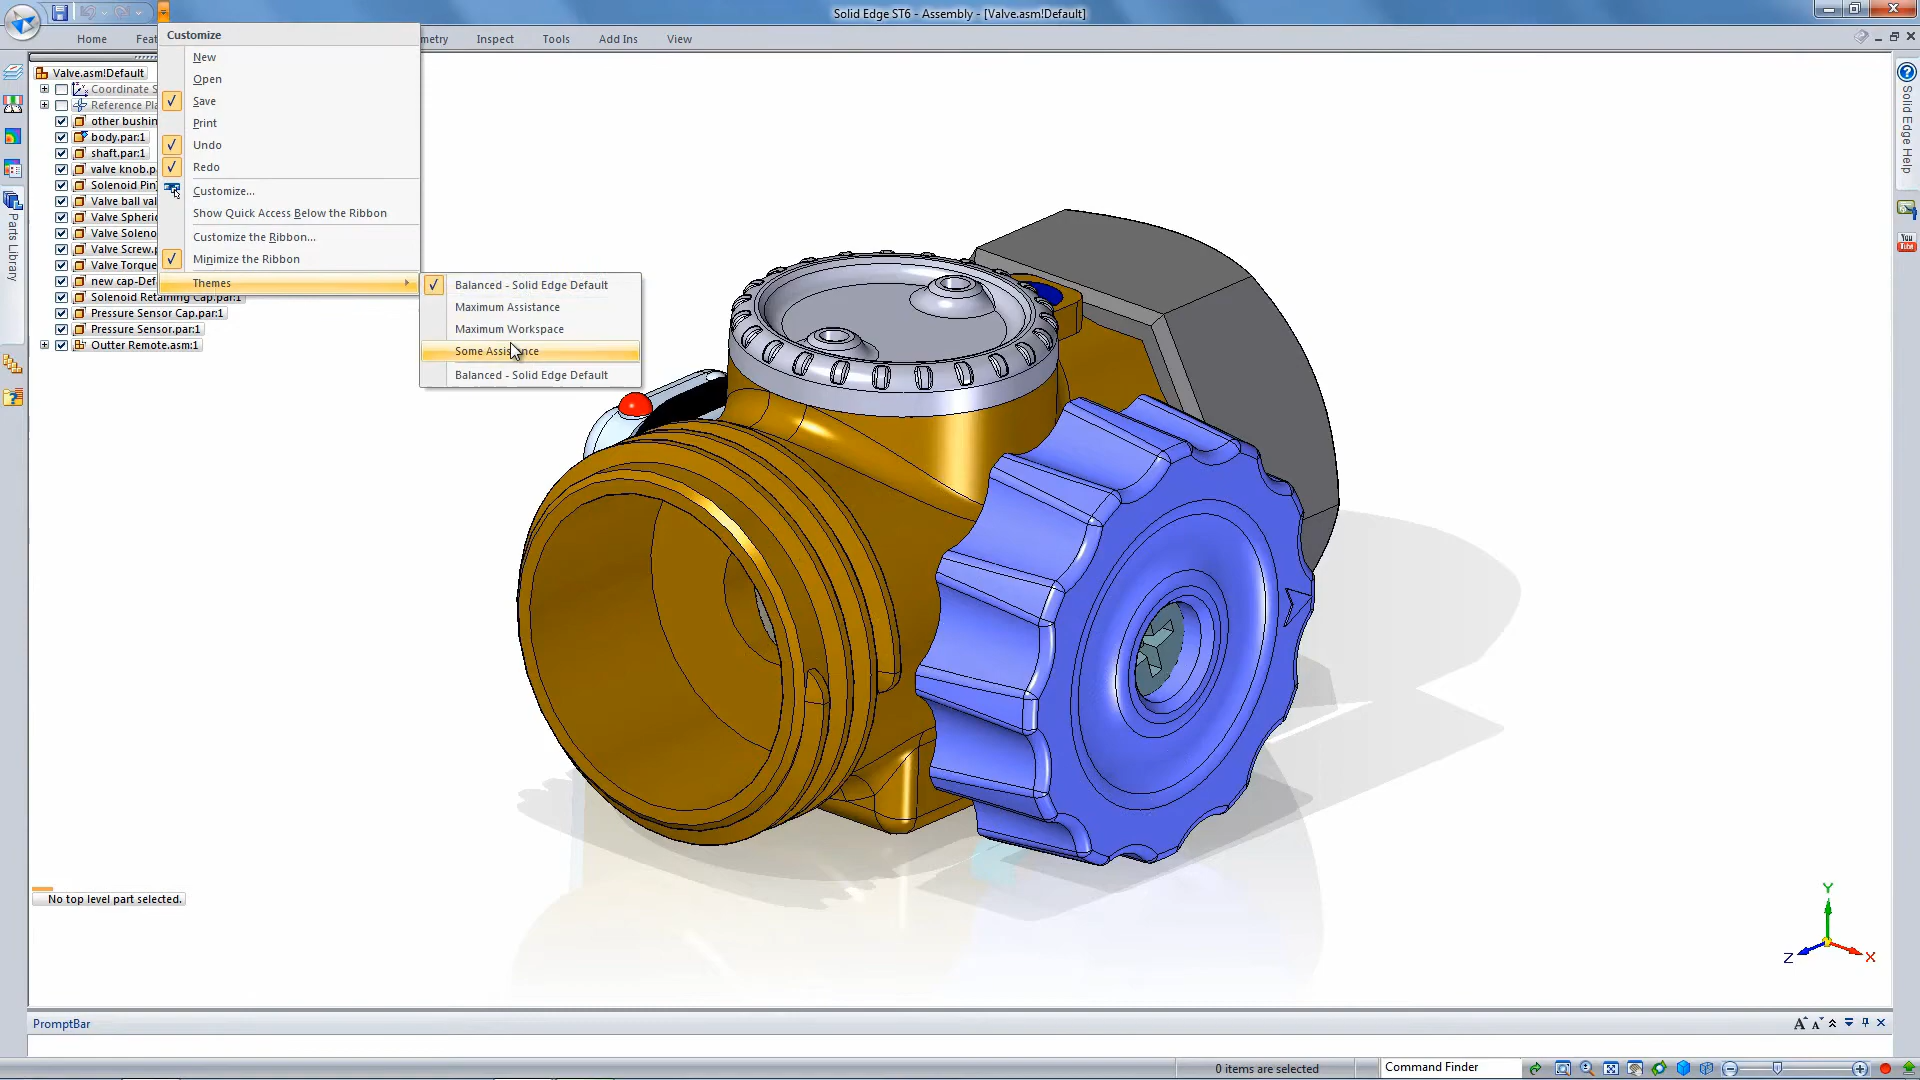 Solid Edge ST6 - Assembly - [Valve.asm!Default]
Home
Feat
metry
Inspect
Tools
Add Ins
View
Customize
New
Open
Save
Print
Undo
Redo
Customize...
Show Quick Access Below the Ribbon
Customize the Ribbon...
Minimize the Ribbon
Themes
Balanced - Solid Edge Default
Maximum Assistance
Maximum Workspace
Some Assistance
Balanced - Solid Edge Default
Valve.asm!Default
Coordinate S
Reference Pla
other bushin
body.par:1
shaft.par:1
valve knob.p
Solenoid Pin
Valve ball val
Valve Spheric
Valve Soleno
Valve Screw.p
Valve Torque
new cap-Def
Solenoid Retaining Cap.par:1
Pressure Sensor Cap.par:1
Pressure Sensor.par:1
Outter Remote.asm:1
Parts Library
Solid Edge Help
You
Tube
No top level part selected.
Y
Z
X
PromptBar
0 items are selected
Command Finder